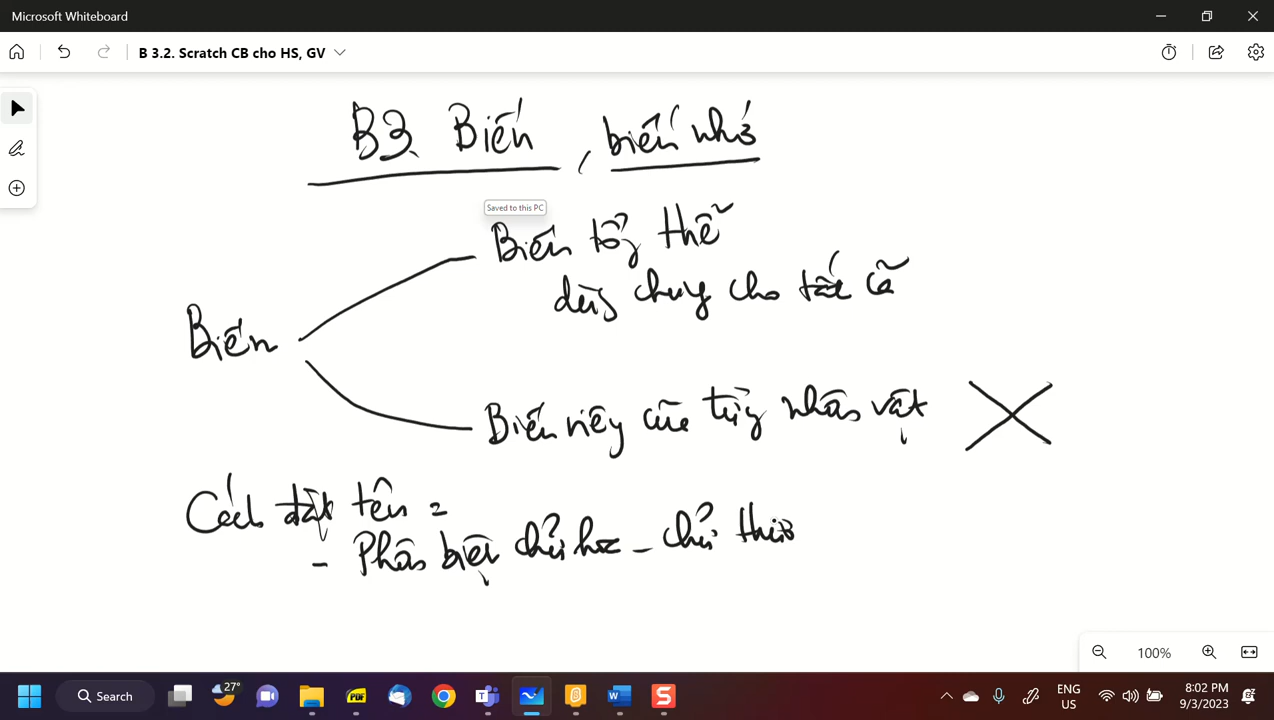 Microsoft Whiteboard
B 3.2. Scratch CB cho HS, GV
B3. Biến, biến nhớ
Saved to this PC
Biến tổng thể
dùng chung cho tất cả
Biến
Biến riêng của từng nhân vật
Cách đặt tên:
- Phân biệt chữ hoa - chữ thường
100%
Search
27°
ENG
US
8:02 PM
9/3/2023